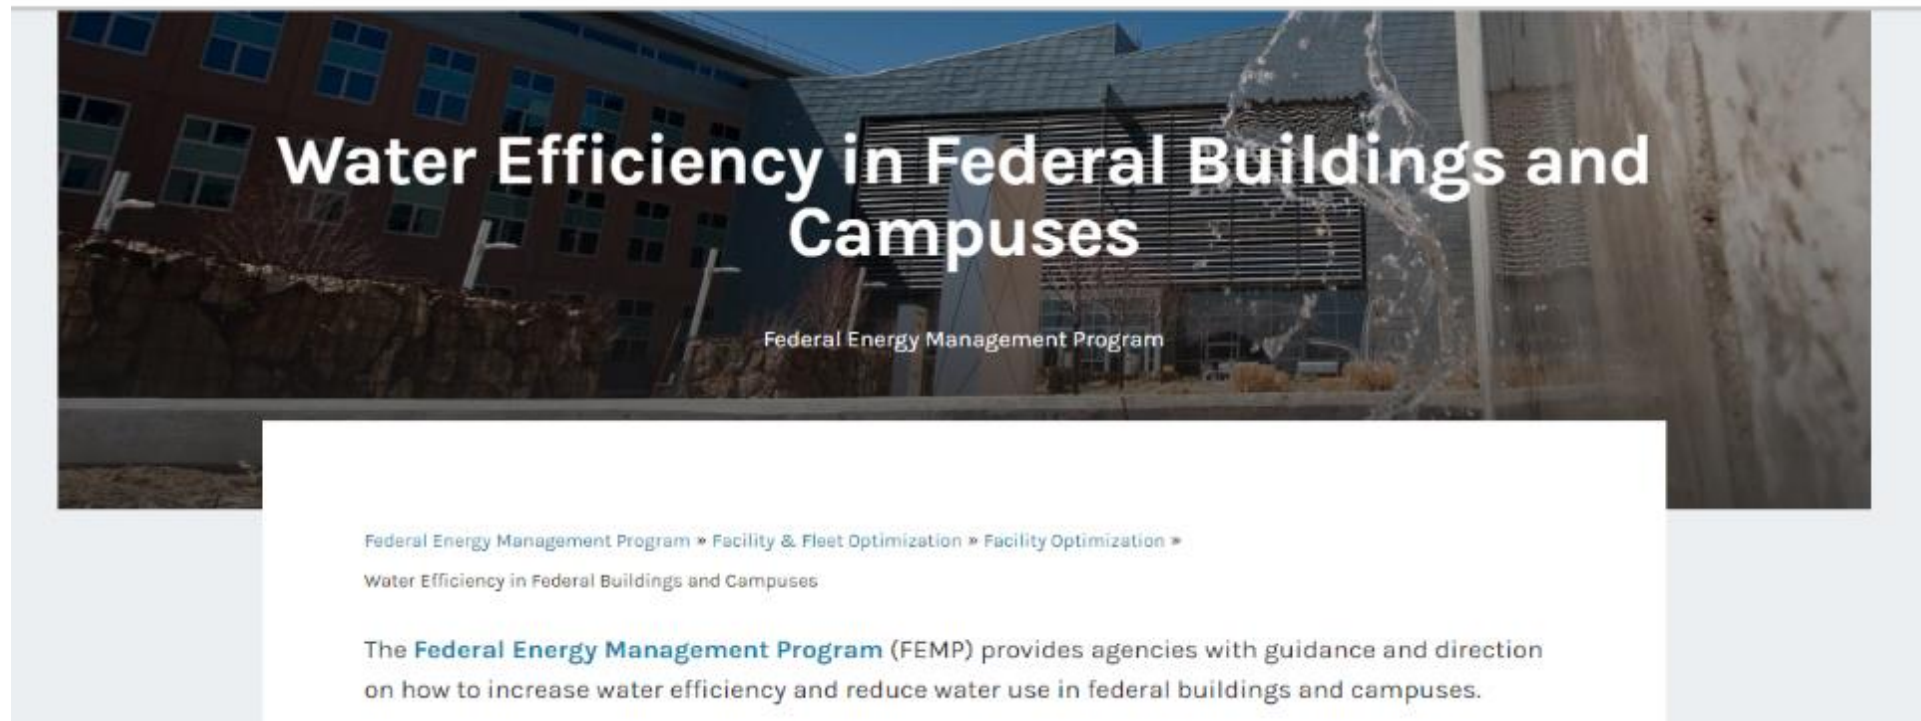 Water Efficiency in Federal Buildings and
Campuses
Federal Energy Management Program
Federal Energy Management Program » Facility & Fleet Optimization » Facility Optimization »
Water Efficiency in Federal Buildings and Campuses
The Federal Energy Management Program (FEMP) provides agencies with guidance and direction
on how to increase water efficiency and reduce water use in federal buildings and campuses.